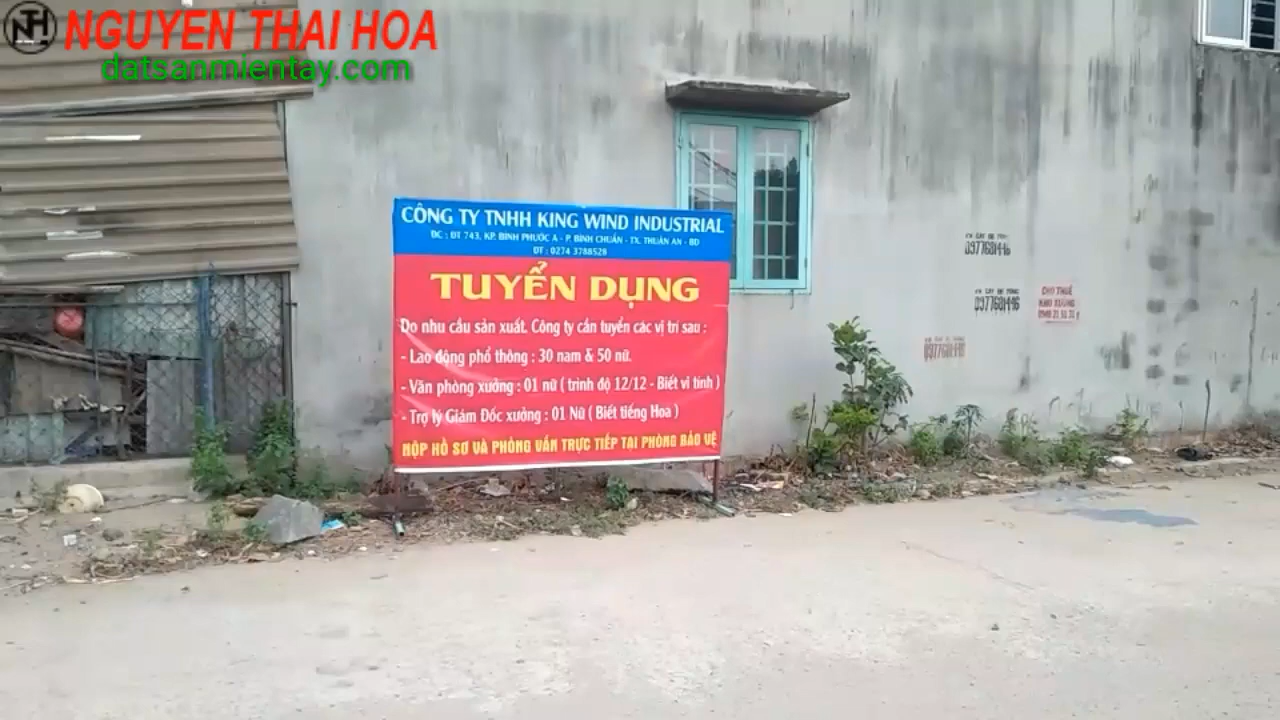 NTH
NGUYEN THAI HOA
datsanmientay.com
CÔNG TY TNHH KING WIND INDUSTRIAL
ĐC : ĐT 743, KP. BÌNH PHƯỚC A - P. BÌNH CHUẨN - TX. THUẬN AN - BD
ĐT : 0274 3788528
TUYỂN DỤNG
Do nhu cầu sản xuất. Công ty cần tuyển các vị trí sau :
- Lao động phổ thông : 30 nam & 50 nữ.
- Văn phòng xưởng : 01 nữ ( trình độ 12/12 - Biết vi tính )
- Trợ lý Giám Đốc xưởng : 01 Nữ ( Biết tiếng Hoa )
NỘP HỒ SƠ VÀ PHỎNG VẤN TRỰC TIẾP TẠI PHÒNG BẢO VỆ
0977681446
0977681446
CHO THUÊ
KHO XƯỞNG
0977681446